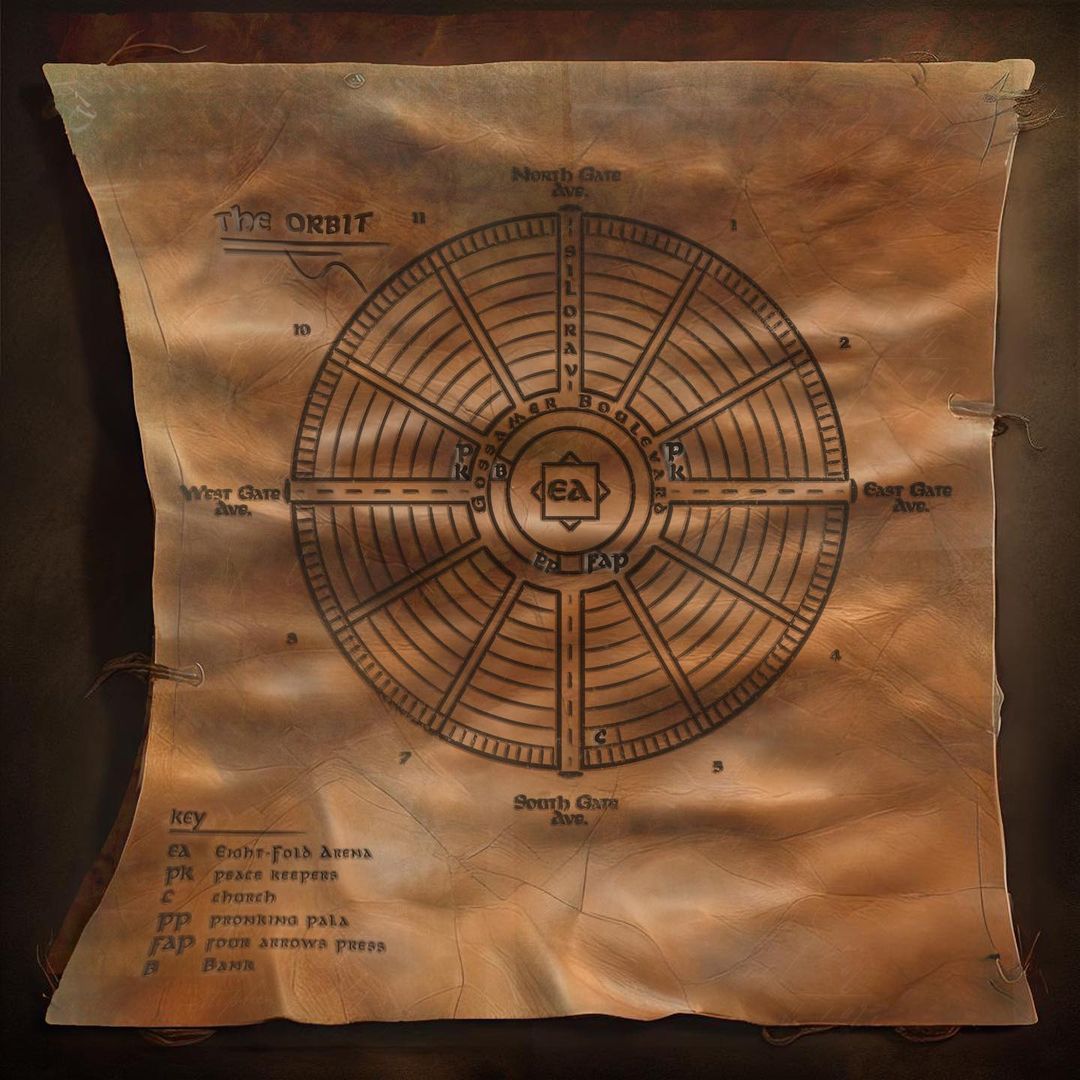 North Gate
Ave.
The Orbit
11
1
10
2
SILORAV
Gossamer Boulevard
PK
B
PK
EA
West Gate
Ave.
East Gate
Ave.
PP
FAP
8
4
C
7
5
South Gate
Ave.
Key
EA Eight-Fold Arena
PK Peace Keepers
C Church
PP Pronking Pala
FAP Four Arrows Press
B Bank